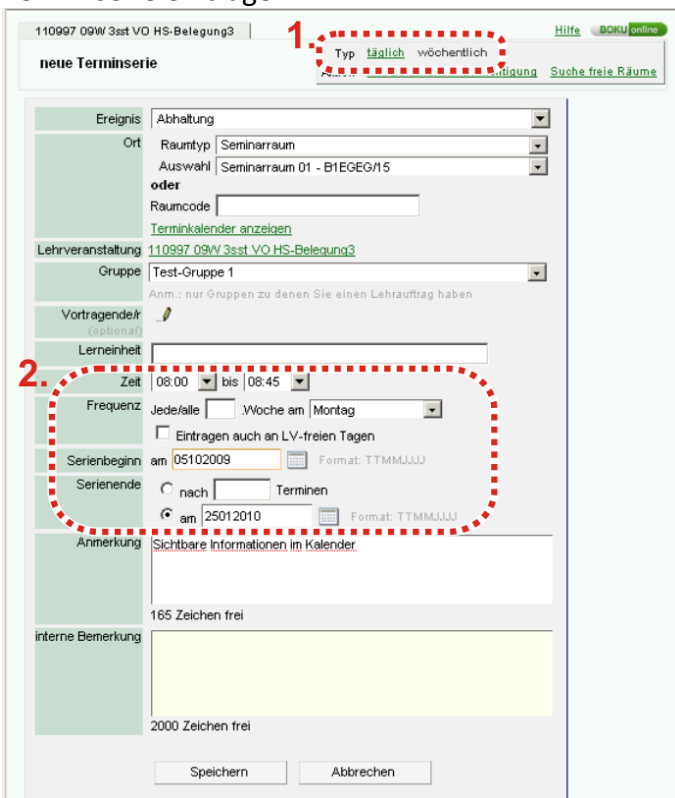 110997 09W 3sst VO HS-Belegung3
Hilfe BOKU online
1.
neue Terminserie
Typ täglich wöchentlich
Suche freie Räume
Ereignis Abhaltung
Ort Raumtyp Seminarraum
Auswahl Seminarraum 01 - B1EGEG/15
oder
Raumcode
Terminkalender anzeigen
Lehrveranstaltung 110997 09W 3sst VO HS-Belegung3
Gruppe Test-Gruppe 1
Anm.: nur Gruppen zu denen Sie einen Lehrauftrag haben
Vortragende/r
(optional)
Lerneinheit
2.
Zeit 08:00 bis 08:45
Frequenz Jede/alle .Woche am Montag
Eintragen auch an LV-freien Tagen
Serienbeginn am 05102009 Format: TTMMJJJJ
Serienende nach Terminen
am 25012010 Format: TTMMJJJJ
Anmerkung Sichtbare Informationen im Kalender
165 Zeichen frei
interne Bemerkung
2000 Zeichen frei
Speichern Abbrechen